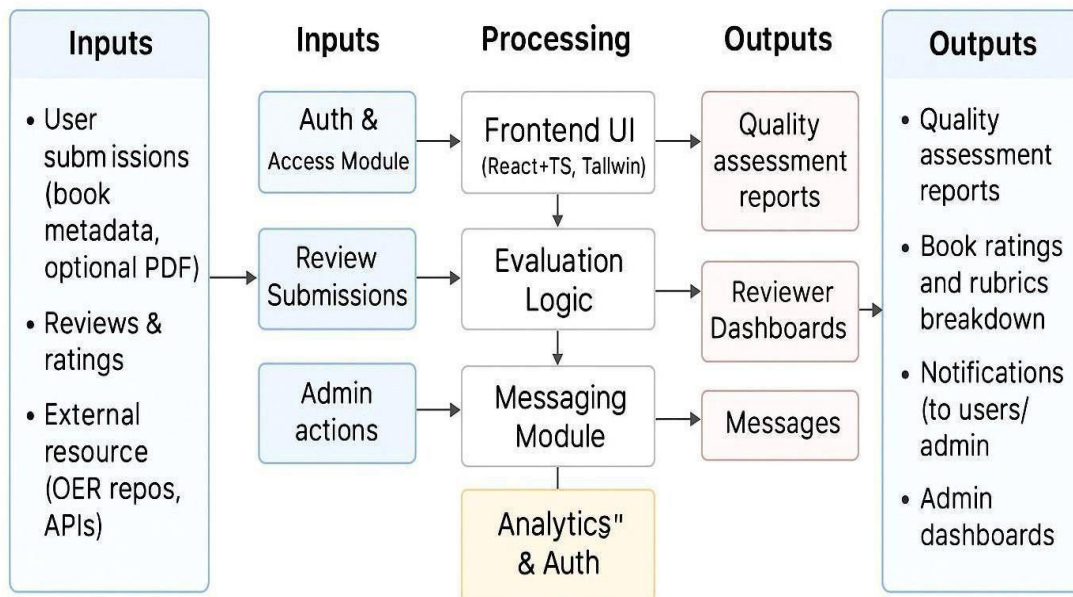 Inputs
• User
submissions
(book
metadata,
optional PDF)
• Reviews &
ratings
• External
resource
(OER repos,
APIs)
Inputs
Auth &
Access Module
Review
Submissions
Admin
actions
Processing
Frontend UI
(React+TS, Tallwin)
Evaluation
Logic
Messaging
Module
Analytics"
& Auth
Outputs
Quality
assessment
reports
Reviewer
Dashboards
Messages
Outputs
• Quality
assessment
reports
• Book ratings
and rubrics
breakdown
• Notifications
(to users/
admin
• Admin
dashboards